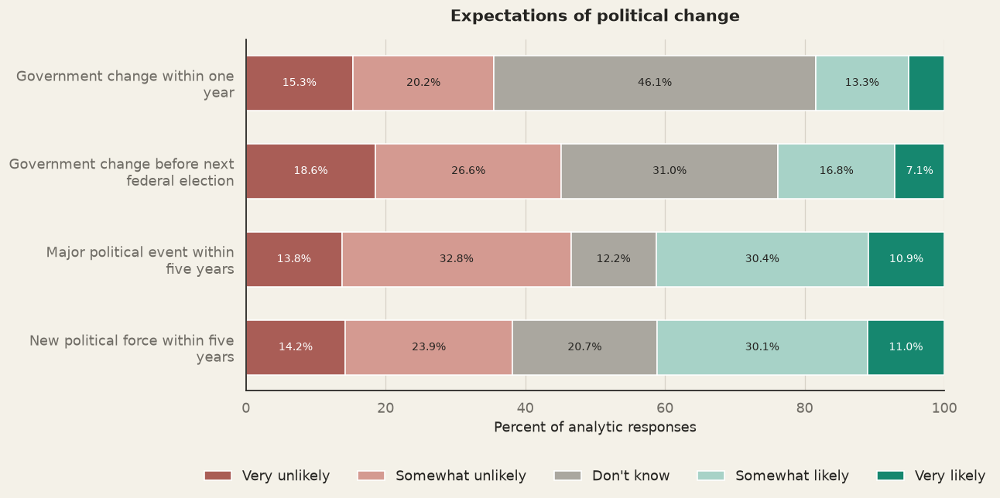 Expectations of political change
Government change within one
year
15.3%
20.2%
46.1%
13.3%
Government change before next
federal election
18.6%
26.6%
31.0%
16.8%
7.1%
Major political event within
five years
13.8%
32.8%
12.2%
30.4%
10.9%
New political force within five
years
14.2%
23.9%
20.7%
30.1%
11.0%
0
20
40
60
80
100
Percent of analytic responses
Very unlikely
Somewhat unlikely
Don't know
Somewhat likely
Very likely